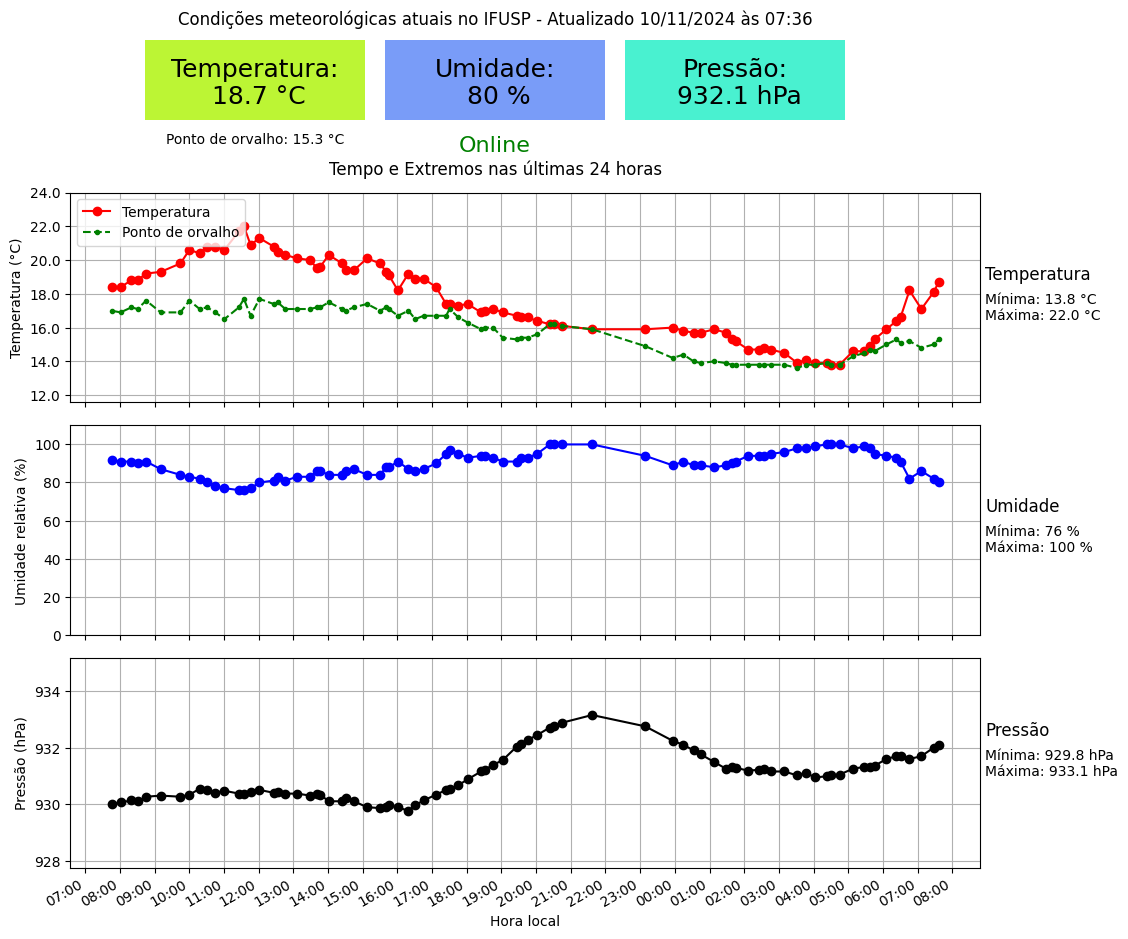 Condições meteorológicas atuais no IFUSP - Atualizado 10/11/2024 às 07:36
Temperatura:
18.7 °C
Umidade:
80 %
Pressão:
932.1 hPa
Ponto de orvalho: 15.3 °C
Online
Tempo e Extremos nas últimas 24 horas
Temperatura (°C)
24.0
22.0
20.0
18.0
16.0
14.0
12.0
Temperatura
Ponto de orvalho
Temperatura
Mínima: 13.8 °C
Máxima: 22.0 °C
Umidade relativa (%)
100
80
60
40
20
0
Umidade
Mínima: 76 %
Máxima: 100 %
Pressão (hPa)
934
932
930
928
Pressão
Mínima: 929.8 hPa
Máxima: 933.1 hPa
07:00
08:00
09:00
10:00
11:00
12:00
13:00
14:00
15:00
16:00
17:00
18:00
19:00
20:00
21:00
22:00
23:00
00:00
01:00
02:00
03:00
04:00
05:00
06:00
07:00
08:00
Hora local